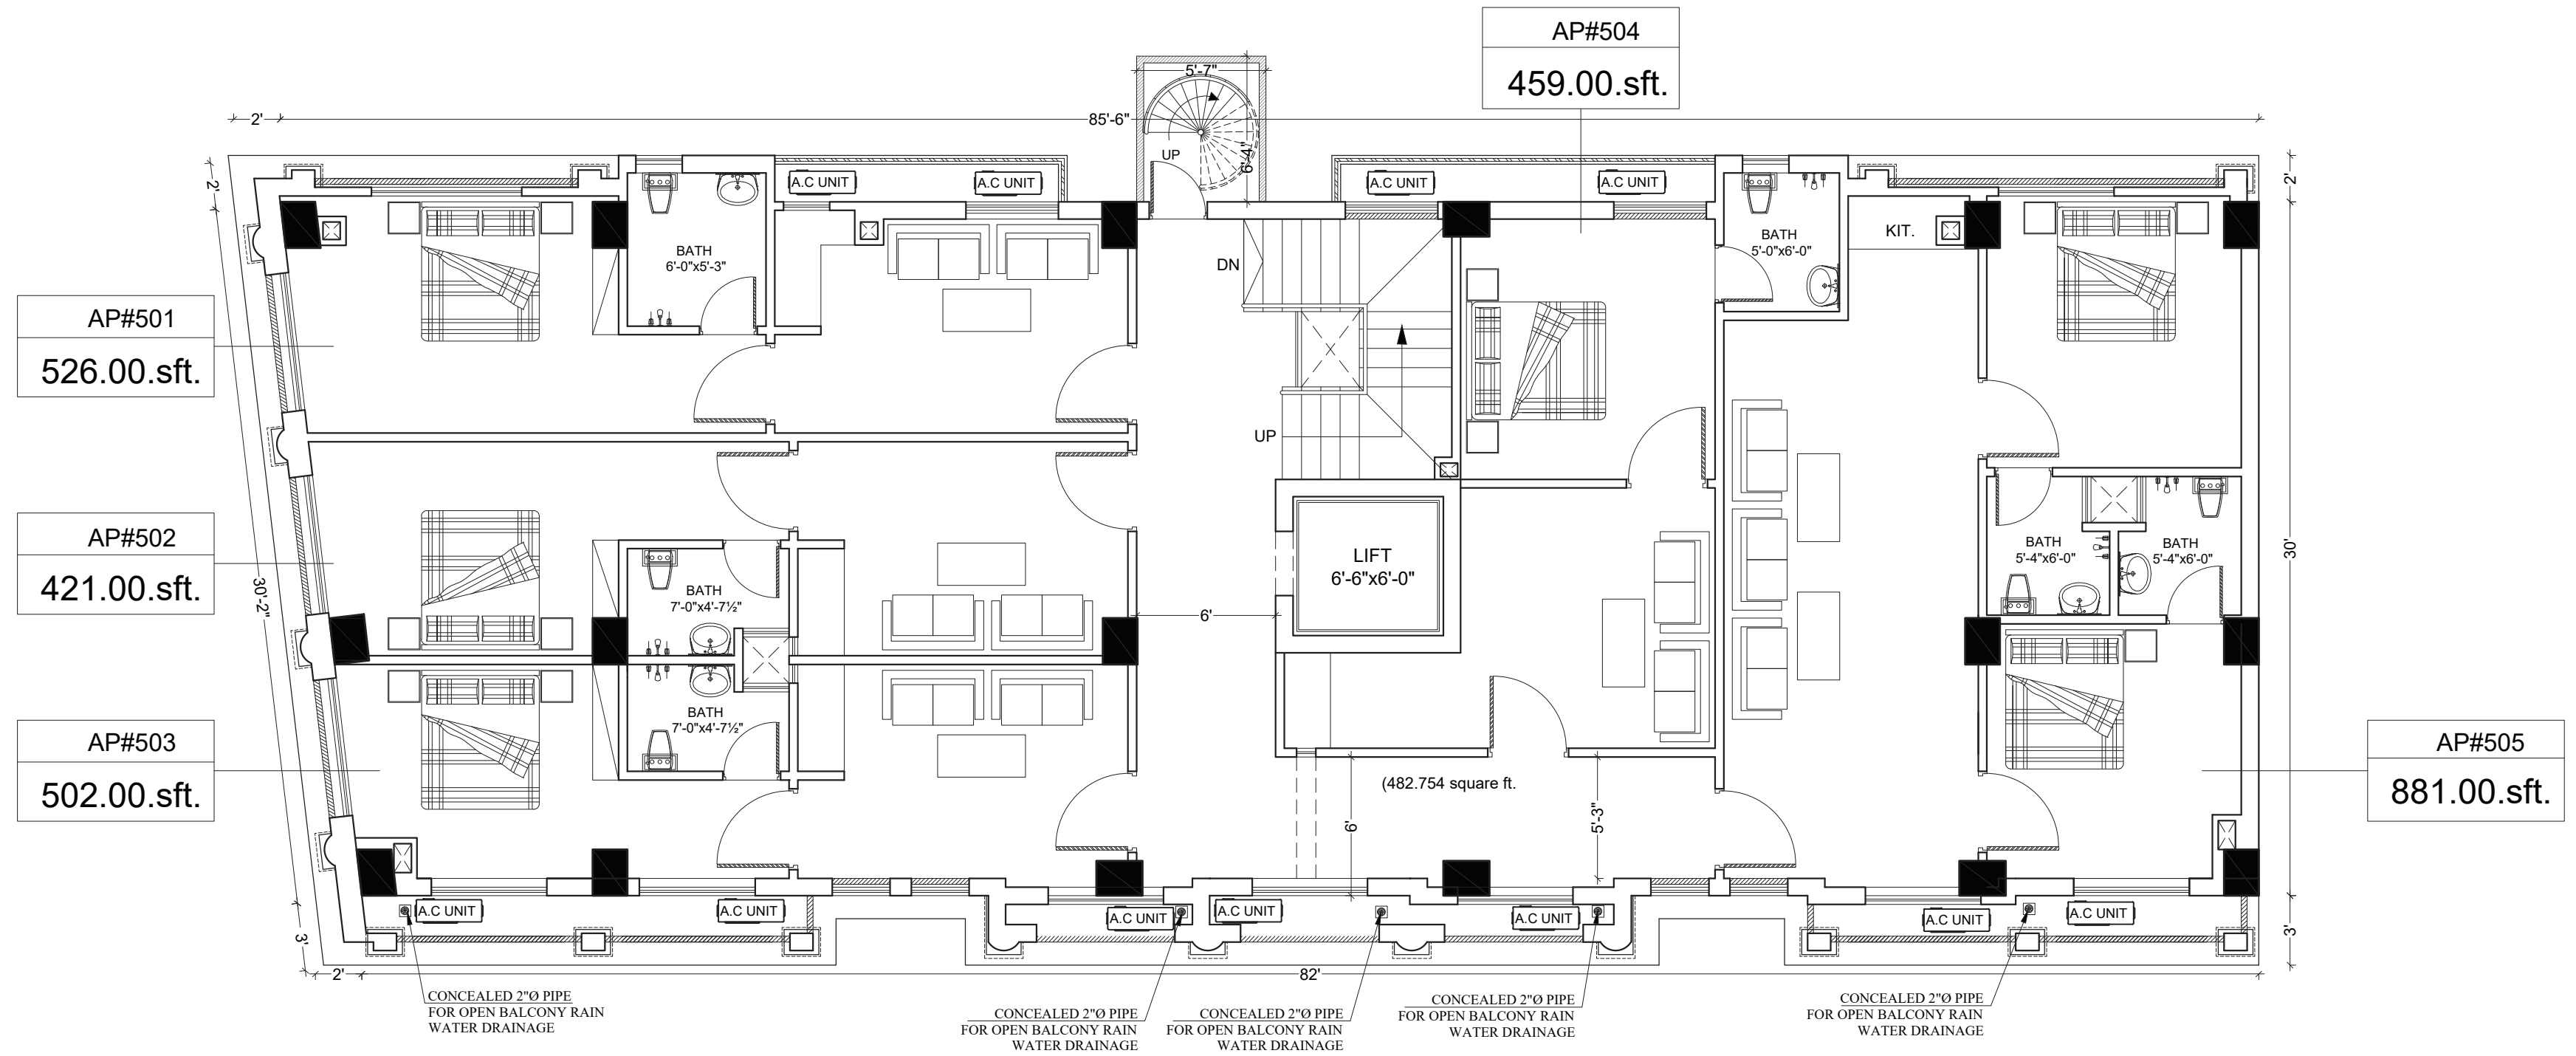 AP#504
459.00.sft.
5'-7"
2'
85'-6"
6'-4"
UP
2'
2'
A.C UNIT
A.C UNIT
A.C UNIT
A.C UNIT
BATH
6'-0"x5'-3"
DN
BATH
5'-0"x6'-0"
KIT.
AP#501
526.00.sft.
UP
AP#502
421.00.sft.
30'-2"
BATH
7'-0"x4'-7½"
LIFT
6'-6"x6'-0"
6'
BATH
5'-4"x6'-0"
BATH
5'-4"x6'-0"
30'
AP#503
502.00.sft.
BATH
7'-0"x4'-7½"
(482.754 square ft.
6'
5'-3"
AP#505
881.00.sft.
A.C UNIT
A.C UNIT
A.C UNIT
A.C UNIT
A.C UNIT
A.C UNIT
A.C UNIT
3'
3'
2'
82'
CONCEALED 2"Ø PIPE
FOR OPEN BALCONY RAIN
WATER DRAINAGE
CONCEALED 2"Ø PIPE
FOR OPEN BALCONY RAIN
WATER DRAINAGE
CONCEALED 2"Ø PIPE
FOR OPEN BALCONY RAIN
WATER DRAINAGE
CONCEALED 2"Ø PIPE
FOR OPEN BALCONY RAIN
WATER DRAINAGE
CONCEALED 2"Ø PIPE
FOR OPEN BALCONY RAIN
WATER DRAINAGE